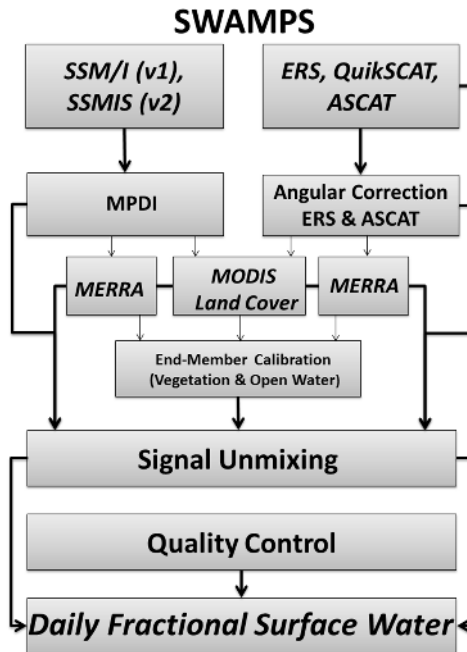 SWAMPS
SSM/I (v1),
SSMIS (v2)
ERS, QuikSCAT,
ASCAT
MPDI
Angular Correction
ERS & ASCAT
MERRA
MODIS
Land Cover
MERRA
End-Member Calibration
(Vegetation & Open Water)
Signal Unmixing
Quality Control
Daily Fractional Surface Water